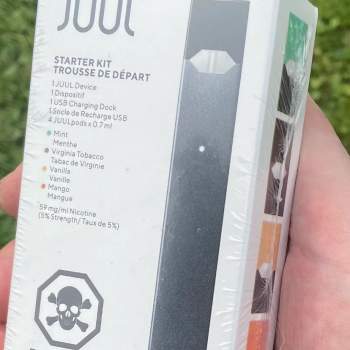 JUUL
STARTER KIT
TROUSSE DE DÉPART
1 JUUL Device
1 Dispositif
1 USB Charging Dock
1 Socle de Recharge USB
4 JUULpods x 0.7 ml
Mint
Menthe
Virginia Tobacco
Tabac de Virginie
Vanilla
Vanille
Mango
Mangue
59 mg/ml Nicotine
(5% Strength/Taux de 5%)